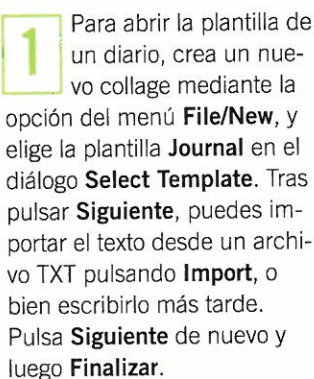 1
Para abrir la plantilla de
un diario, crea un nue-
vo collage mediante la
opción del menú File/New, y
elige la plantilla Journal en el
diálogo Select Template. Tras
pulsar Siguiente, puedes im-
portar el texto desde un archi-
vo TXT pulsando Import, o
bien escribirlo más tarde.
Pulsa Siguiente de nuevo y
luego Finalizar.